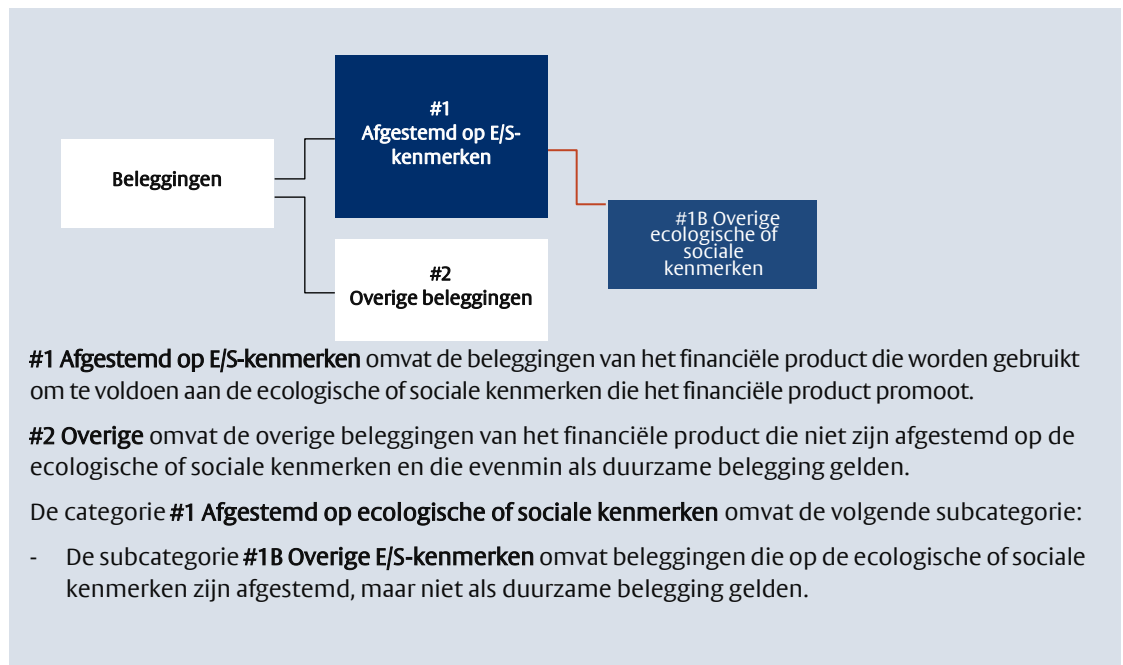 #1
Afgestemd op E/S-
kenmerken
Beleggingen
#1B Overige
ecologische of
sociale
kenmerken
#2
Overige beleggingen
#1 Afgestemd op E/S-kenmerken omvat de beleggingen van het financiële product die worden gebruikt
om te voldoen aan de ecologische of sociale kenmerken die het financiële product promoot.
#2 Overige omvat de overige beleggingen van het financiële product die niet zijn afgestemd op de
ecologische of sociale kenmerken en die evenmin als duurzame belegging gelden.
De categorie #1 Afgestemd op ecologische of sociale kenmerken omvat de volgende subcategorie:
- De subcategorie #1B Overige E/S-kenmerken omvat beleggingen die op de ecologische of sociale
kenmerken zijn afgestemd, maar niet als duurzame belegging gelden.